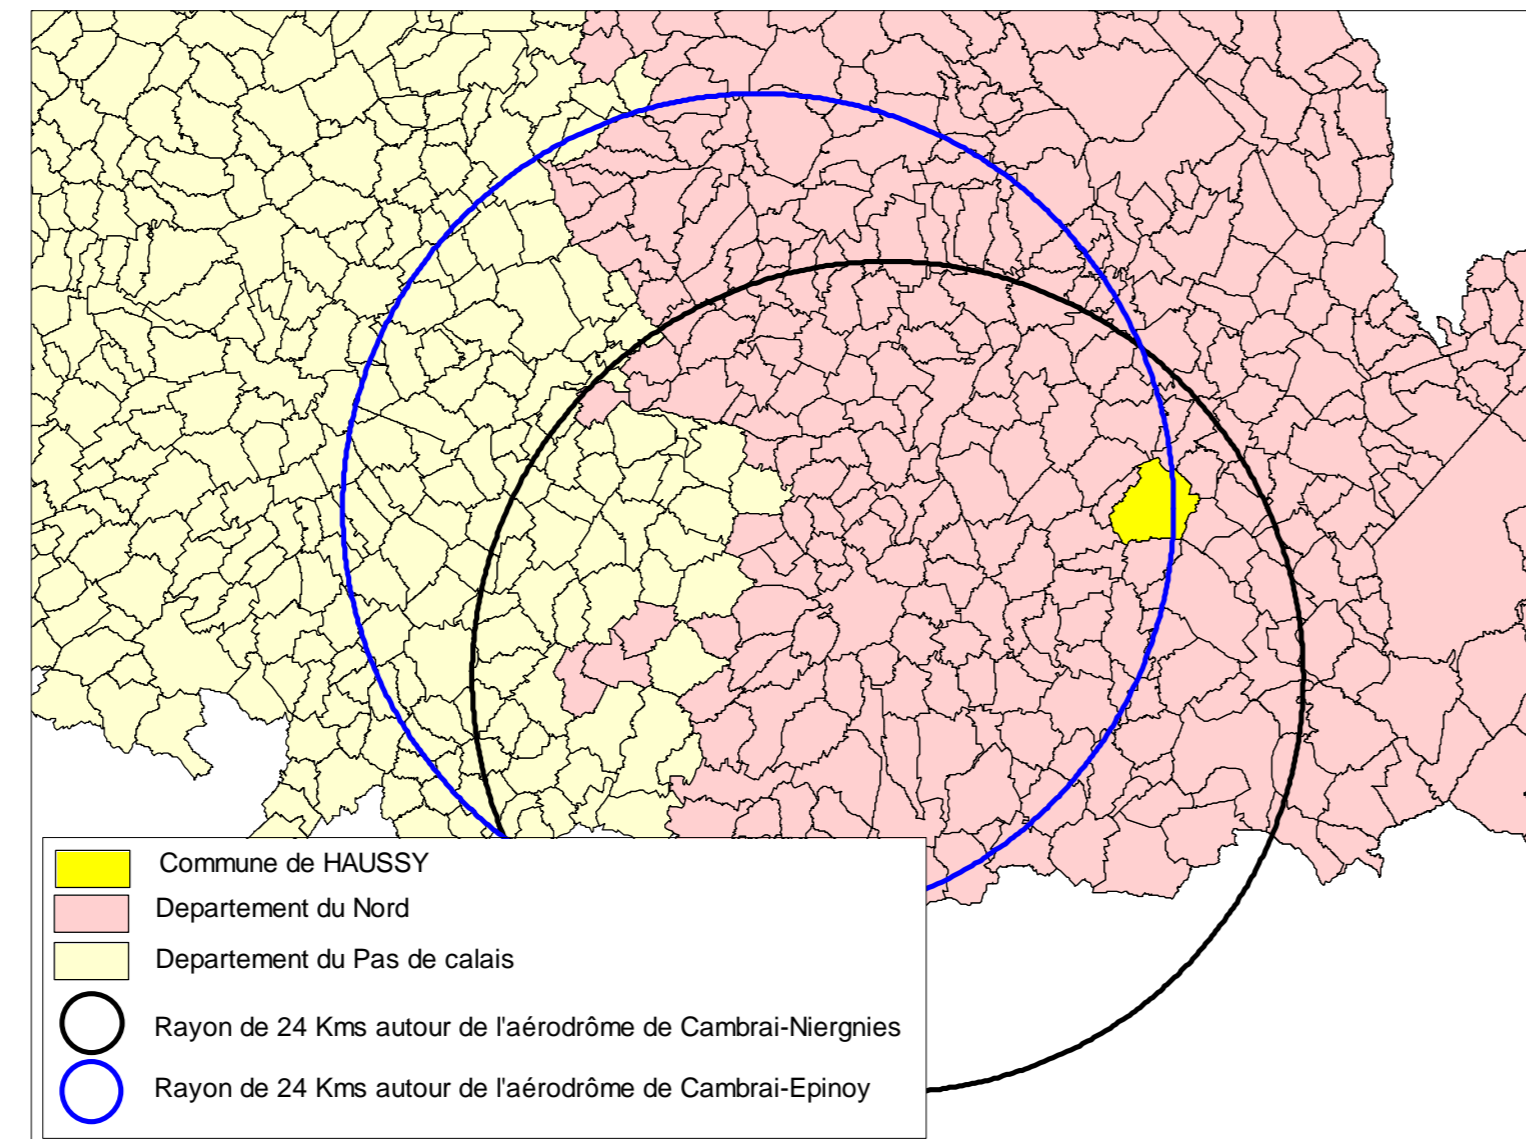 Commune de HAUSSY
Departement du Nord
Departement du Pas de calais
Rayon de 24 Kms autour de l'aérodrôme de Cambrai-Niergnies
Rayon de 24 Kms autour de l'aérodrôme de Cambrai-Epinoy